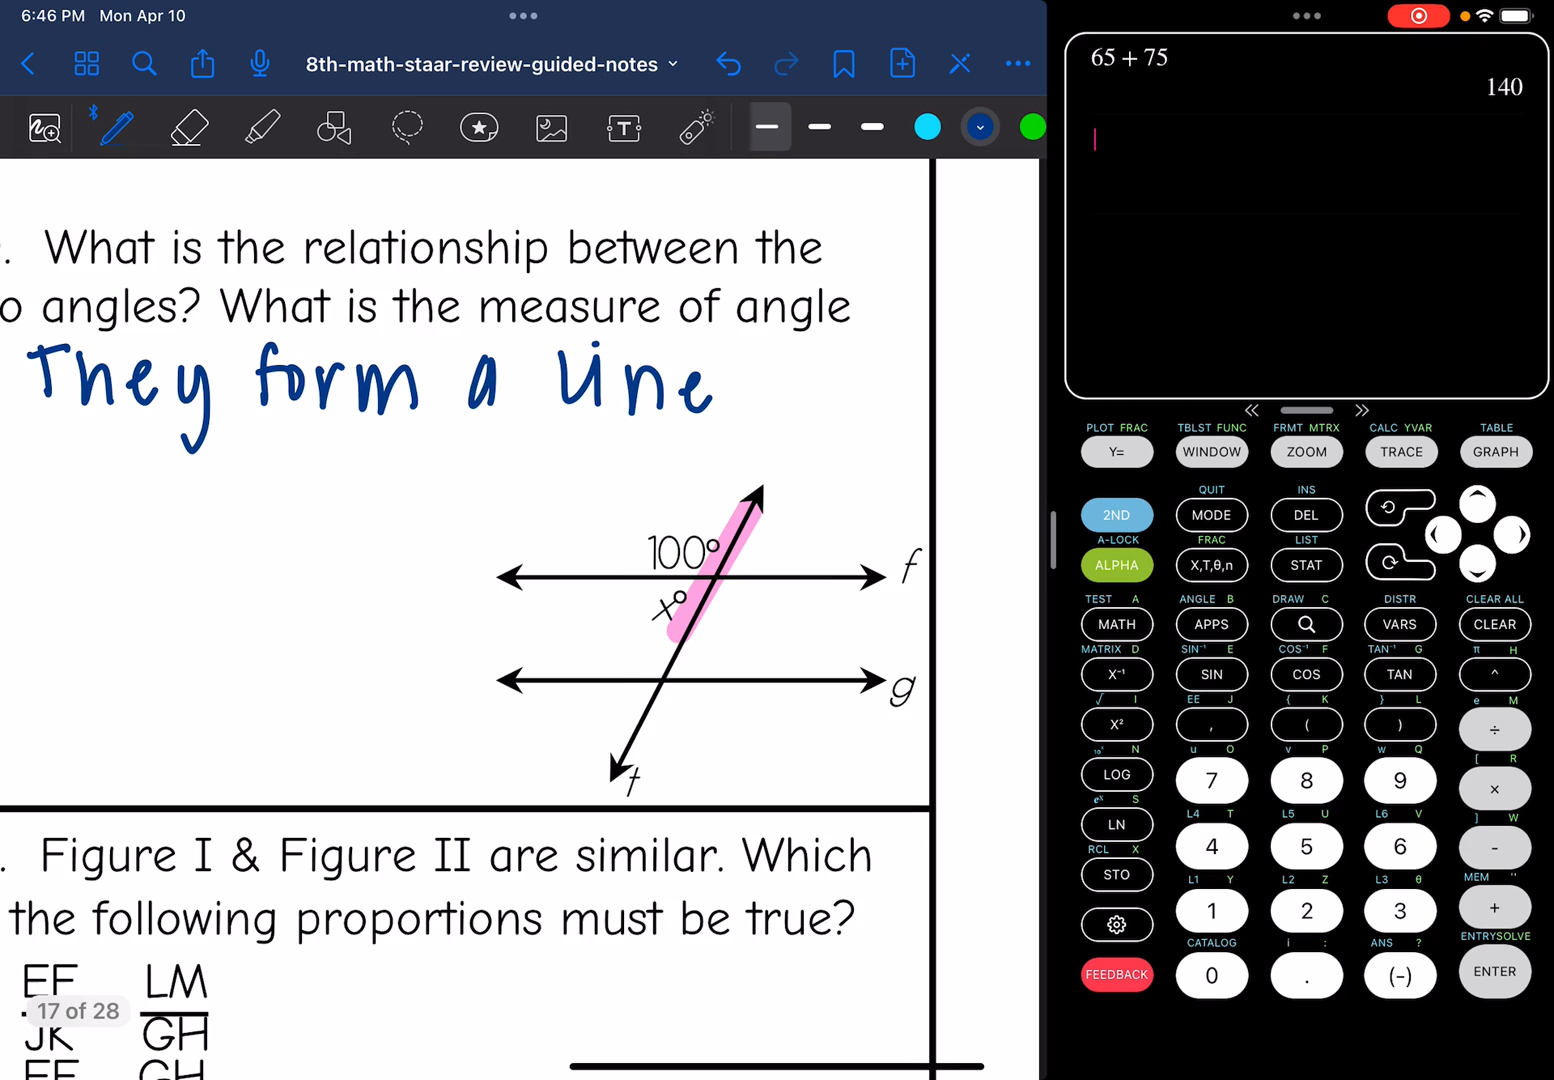 6:46 PM Mon Apr 10
8th-math-staar-review-guided-notes
. What is the relationship between the
o angles? What is the measure of angle
They form a line
100°
f
x°
g
t
. Figure I & Figure II are similar. Which
the following proportions must be true?
EF LM
17 of 28
JK GH
EF GH
65 + 75
140
PLOT FRAC TBLST FUNC FRMT MTRX CALC YVAR TABLE
Y= WINDOW ZOOM TRACE GRAPH
QUIT INS
2ND MODE DEL
A-LOCK FRAC LIST
ALPHA X,T,θ,n STAT
TEST A ANGLE B DRAW C DISTR CLEAR ALL
MATH APPS VARS CLEAR
MATRIX D SIN⁻¹ E COS⁻¹ F TAN⁻¹ G π H
X⁻¹ SIN COS TAN ^
√ I EE J { K } L e M
X² , ( ) ÷
10ˣ N u O v P w Q [ R
LOG 7 8 9 ×
eˣ S L4 T L5 U L6 V ] W
LN 4 5 6 -
RCL X L1 Y L2 Z L3 θ MEM "
STO 1 2 3 +
CATALOG i : ANS ? ENTRY SOLVE
FEEDBACK 0 . (-) ENTER